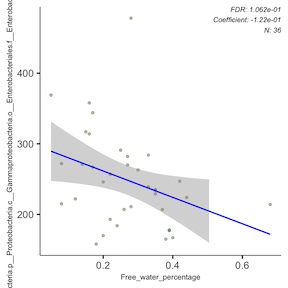 FDR: 1.062e-01
Coefficient: -1.22e-01
N: 36
cteria.p__Proteobacteria.c__Gammaproteobacteria.o__Enterobacteriales.f__Enterobac
400
300
200
0.2
0.4
0.6
Free_water_percentage